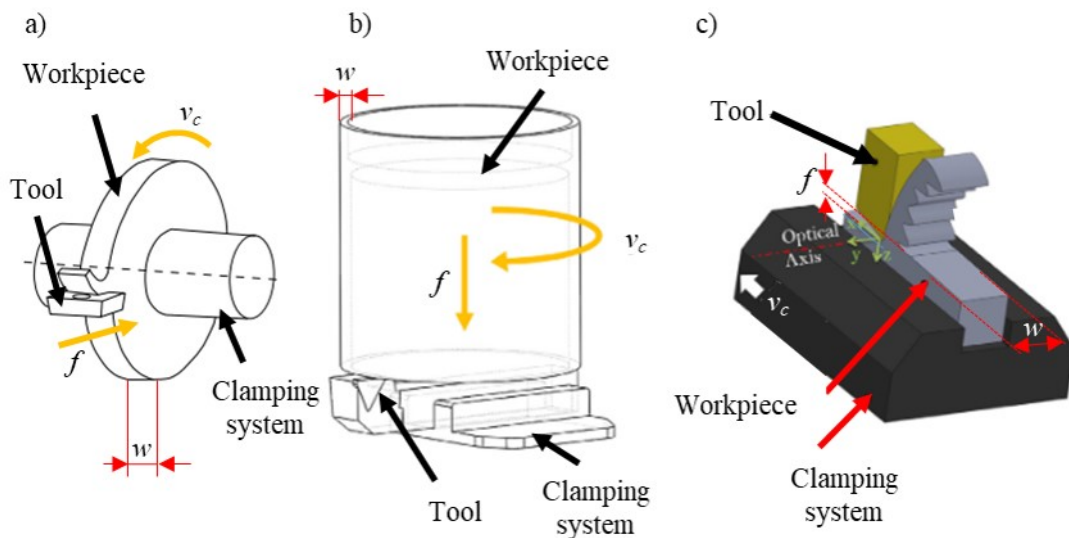 a)
Workpiece
v_c
Tool
f
Clamping
system
w
b)
w
Workpiece
v_c
f
Tool
Clamping
system
c)
Tool
f
Optical
Axis
x
y
z
v_c
w
Workpiece
Clamping
system